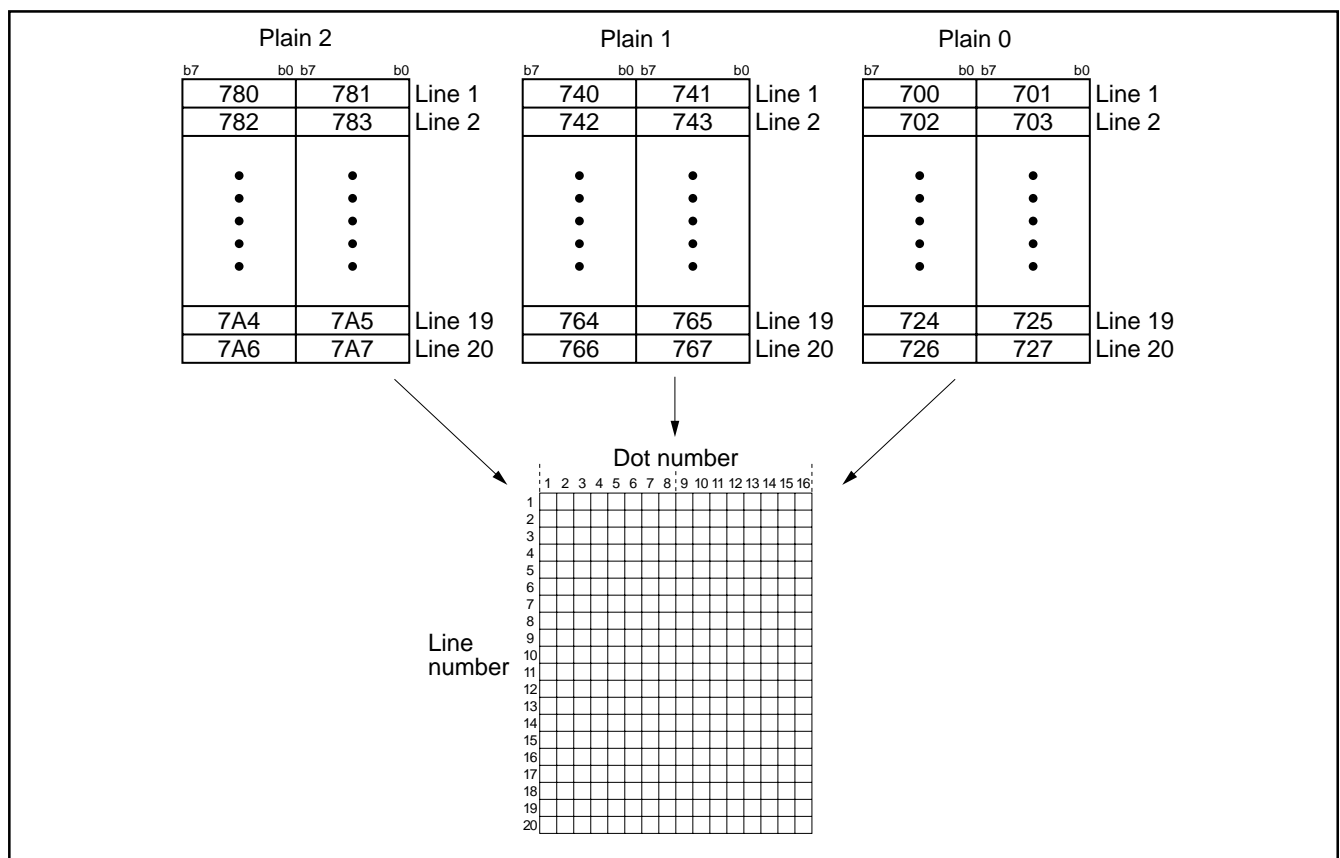 Plain 2 Plain 1 Plain 0
b7 b0 b7 b0 b7 b0 b7 b0 b7 b0 b7 b0
780 781 Line 1 740 741 Line 1 700 701 Line 1
782 783 Line 2 742 743 Line 2 702 703 Line 2
7A4 7A5 Line 19 764 765 Line 19 724 725 Line 19
7A6 7A7 Line 20 766 767 Line 20 726 727 Line 20
Dot number
1 2 3 4 5 6 7 8 9 10 11 12 13 14 15 16
1
2
3
4
5
6
7
8
9
Line
10
number
11
12
13
14
15
16
17
18
19
20